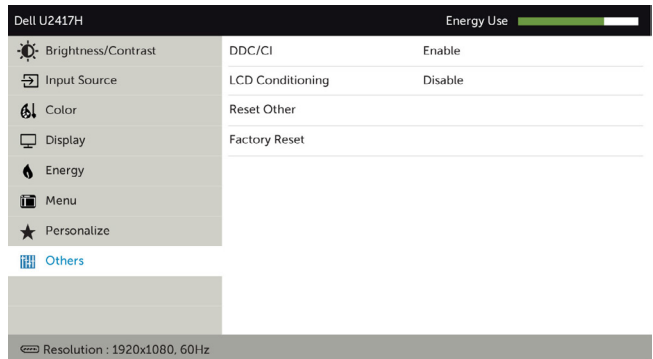 Dell U2417H Energy Use
Brightness/Contrast DDC/CI Enable
Input Source LCD Conditioning Disable
Color Reset Other
Display Factory Reset
Energy
Menu
Personalize
Others
Resolution : 1920x1080, 60Hz